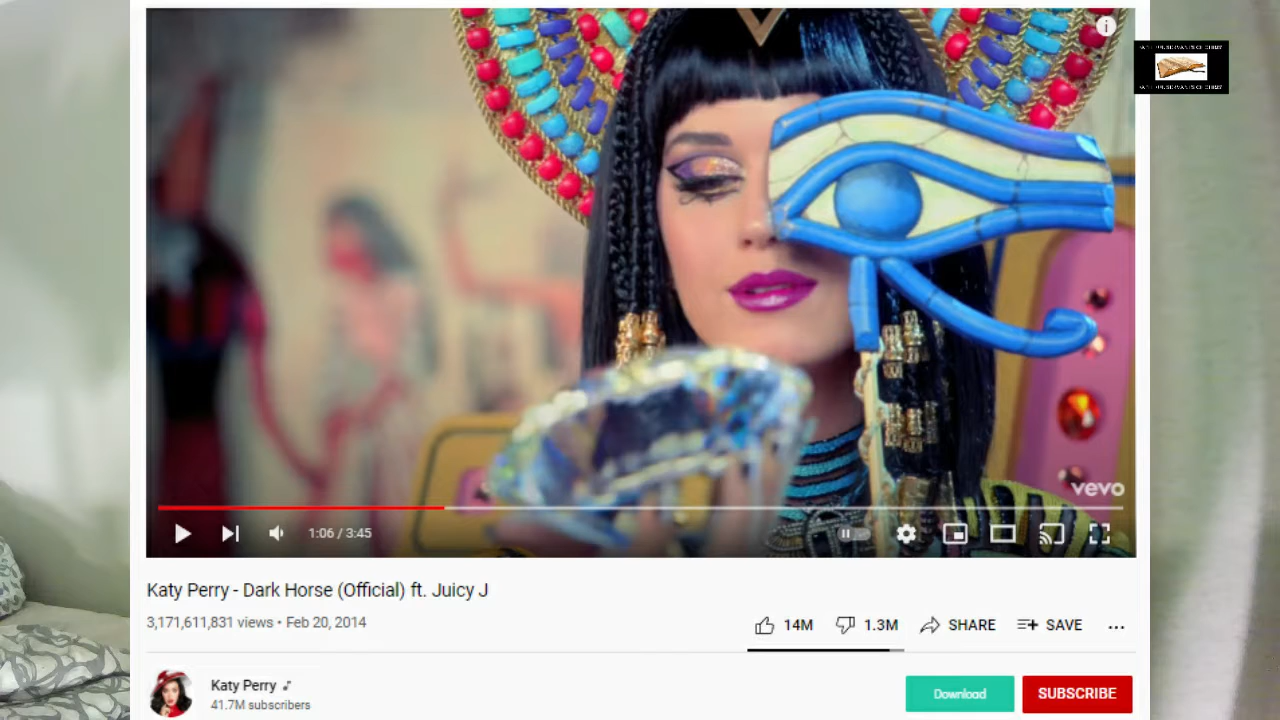 vevo
1:06 / 3:45
Katy Perry - Dark Horse (Official) ft. Juicy J
3,171,611,831 views • Feb 20, 2014
14M
1.3M
SHARE
SAVE
Katy Perry
41.7M subscribers
Download
SUBSCRIBE